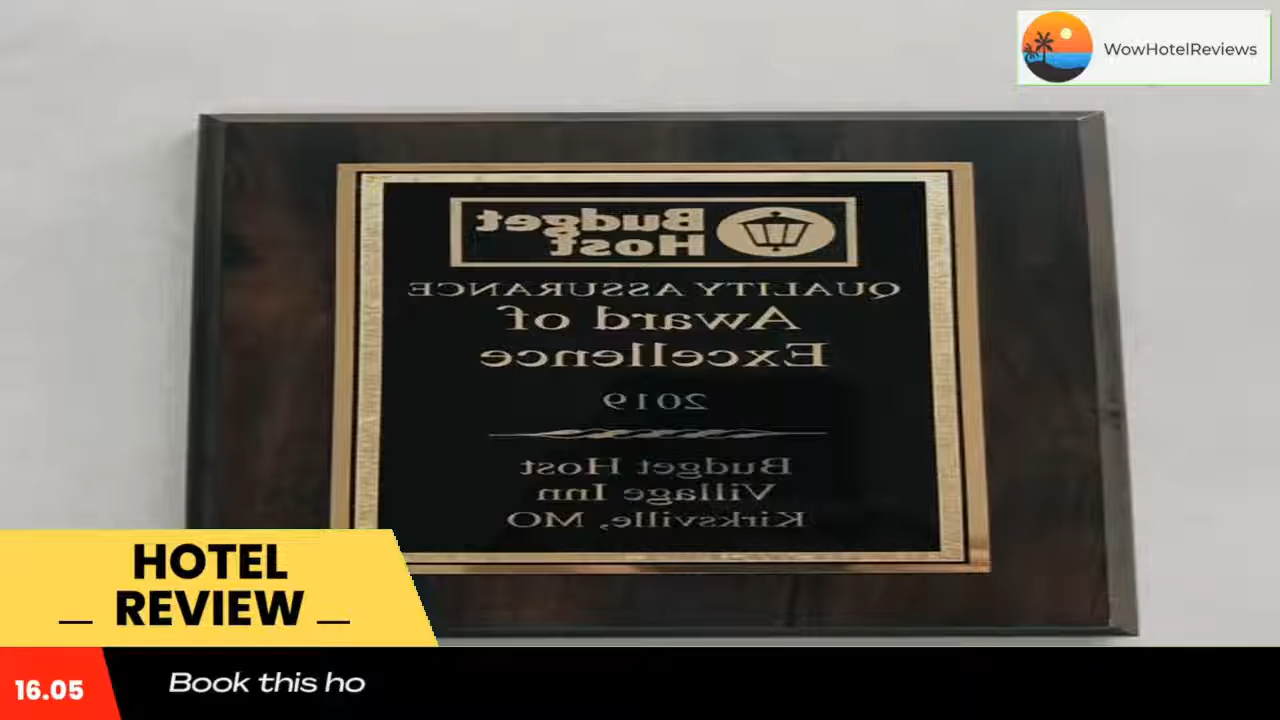 WowHotelReviews
Budget
Host
QUALITY ASSURANCE
Award of
Excellence
2019
Budget Host
Village Inn
Kirksville, MO
HOTEL
REVIEW
16.05
Book this ho